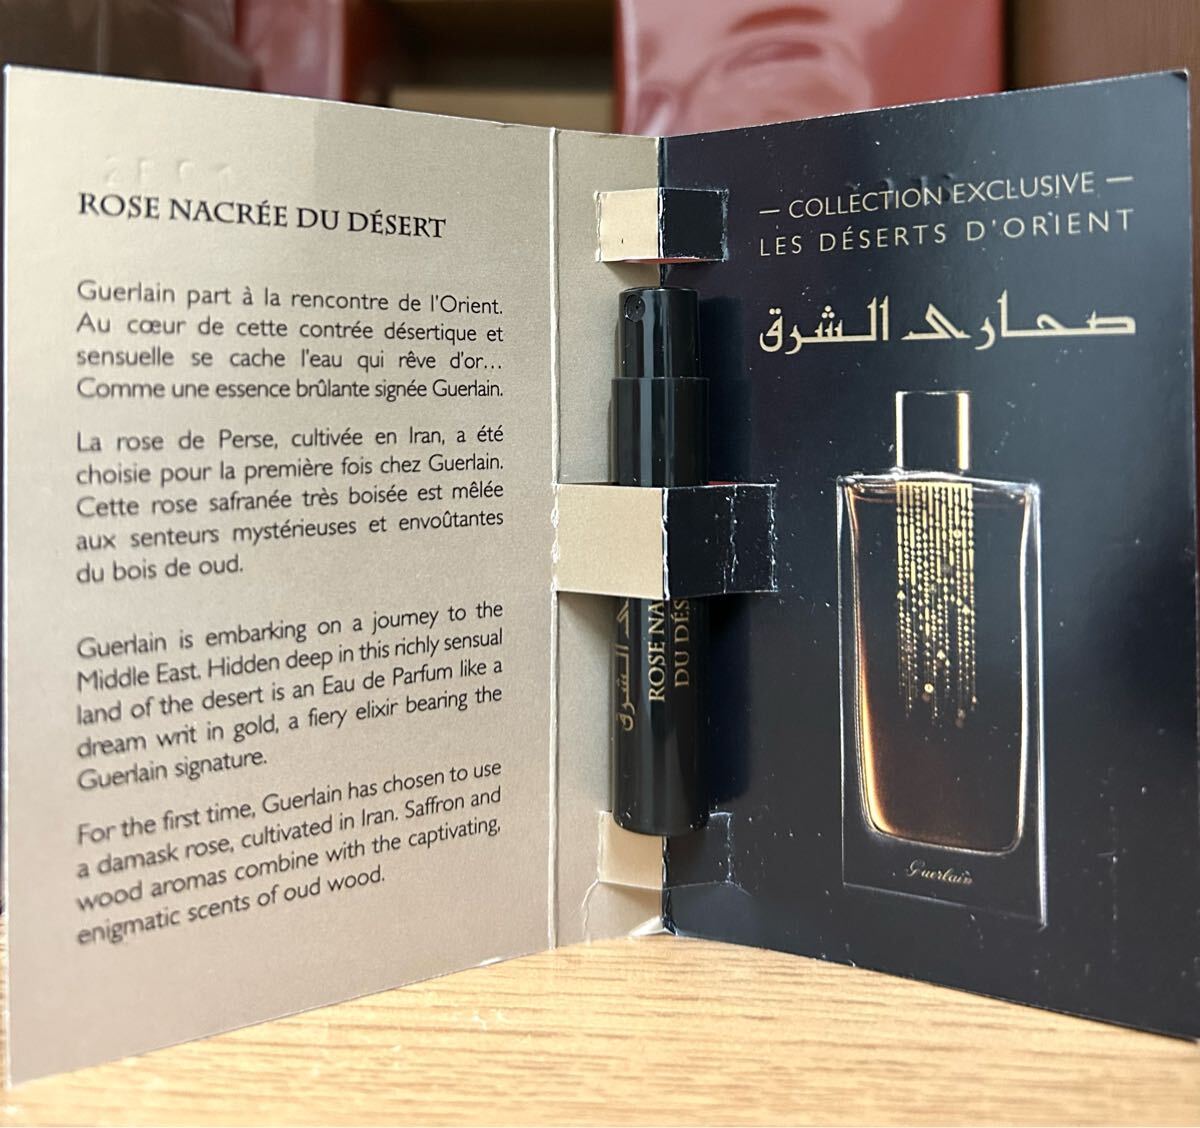 ROSE NACRÉE DU DÉSERT
Guerlain part à la rencontre de l'Orient.
Au cœur de cette contrée désertique et
sensuelle se cache l'eau qui rêve d'or...
Comme une essence brûlante signée Guerlain.
La rose de Perse, cultivée en Iran, a été
choisie pour la première fois chez Guerlain.
Cette rose safranée très boisée est mêlée
aux senteurs mystérieuses et envoûtantes
du bois de oud.
Guerlain is embarking on a journey to the
Middle East. Hidden deep in this richly sensual
land of the desert is an Eau de Parfum like a
dream writ in gold, a fiery elixir bearing the
Guerlain signature.
For the first time, Guerlain has chosen to use
a damask rose, cultivated in Iran. Saffron and
wood aromas combine with the captivating,
enigmatic scents of oud wood.
الشرق
ROSE NA
DU DÉS
— COLLECTION EXCLUSIVE —
LES DÉSERTS D'ORIENT
صحارى الشرق
Guerlain